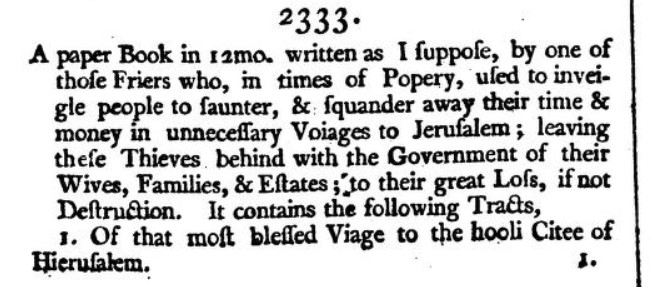 2333.
A paper Book in 12mo. written as I ſuppoſe, by one of
thoſe Friers who, in times of Popery, uſed to invei-
gle people to ſaunter, & ſquander away their time &
money in unneceſſary Voiages to Jeruſalem; leaving
theſe Thieves behind with the Government of their
Wives, Families, & Eſtates; to their great Loſs, if not
Deſtruction. It contains the following Tracts,
1. Of that moſt bleſſed Viage to the hooli Citee of
Hieruſalem. 1.